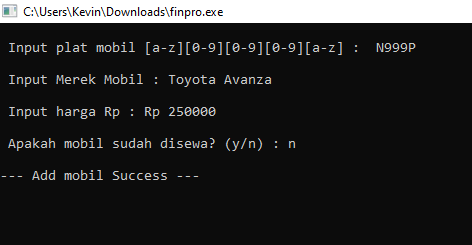 C:\Users\Kevin\Downloads\finpro.exe
Input plat mobil [a-z][0-9][0-9][0-9][a-z] :  N999P
Input Merek Mobil : Toyota Avanza
Input harga Rp : Rp 250000
Apakah mobil sudah disewa? (y/n) : n
--- Add mobil Success ---